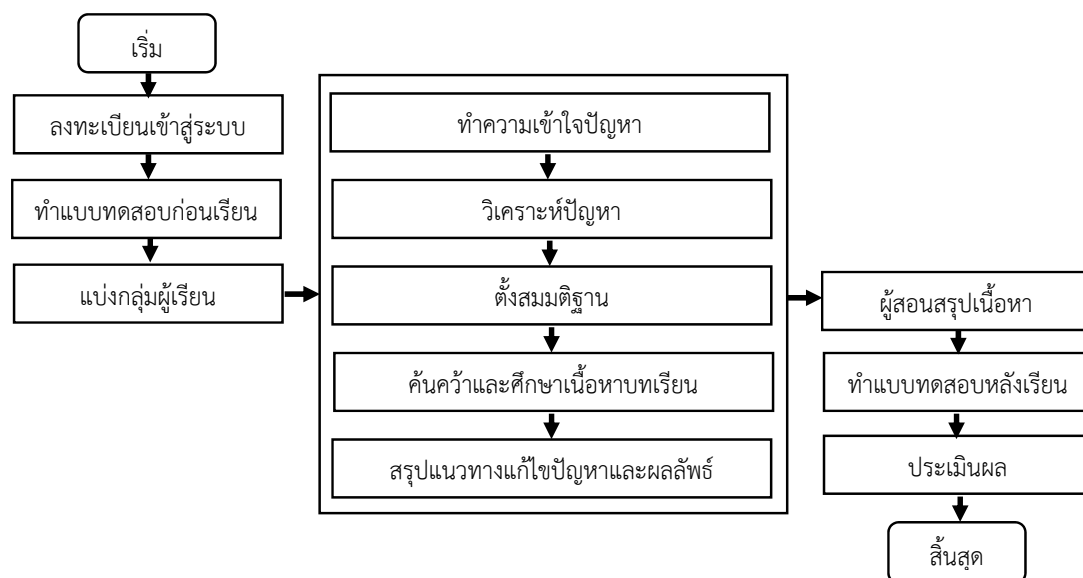 เริ่ม
ลงทะเบียนเข้าสู่ระบบ
ทำแบบทดสอบก่อนเรียน
แบ่งกลุ่มผู้เรียน
ทำความเข้าใจปัญหา
วิเคราะห์ปัญหา
ตั้งสมมติฐาน
ค้นคว้าและศึกษาเนื้อหาบทเรียน
สรุปแนวทางแก้ไขปัญหาและผลลัพธ์
ผู้สอนสรุปเนื้อหา
ทำแบบทดสอบหลังเรียน
ประเมินผล
สิ้นสุด